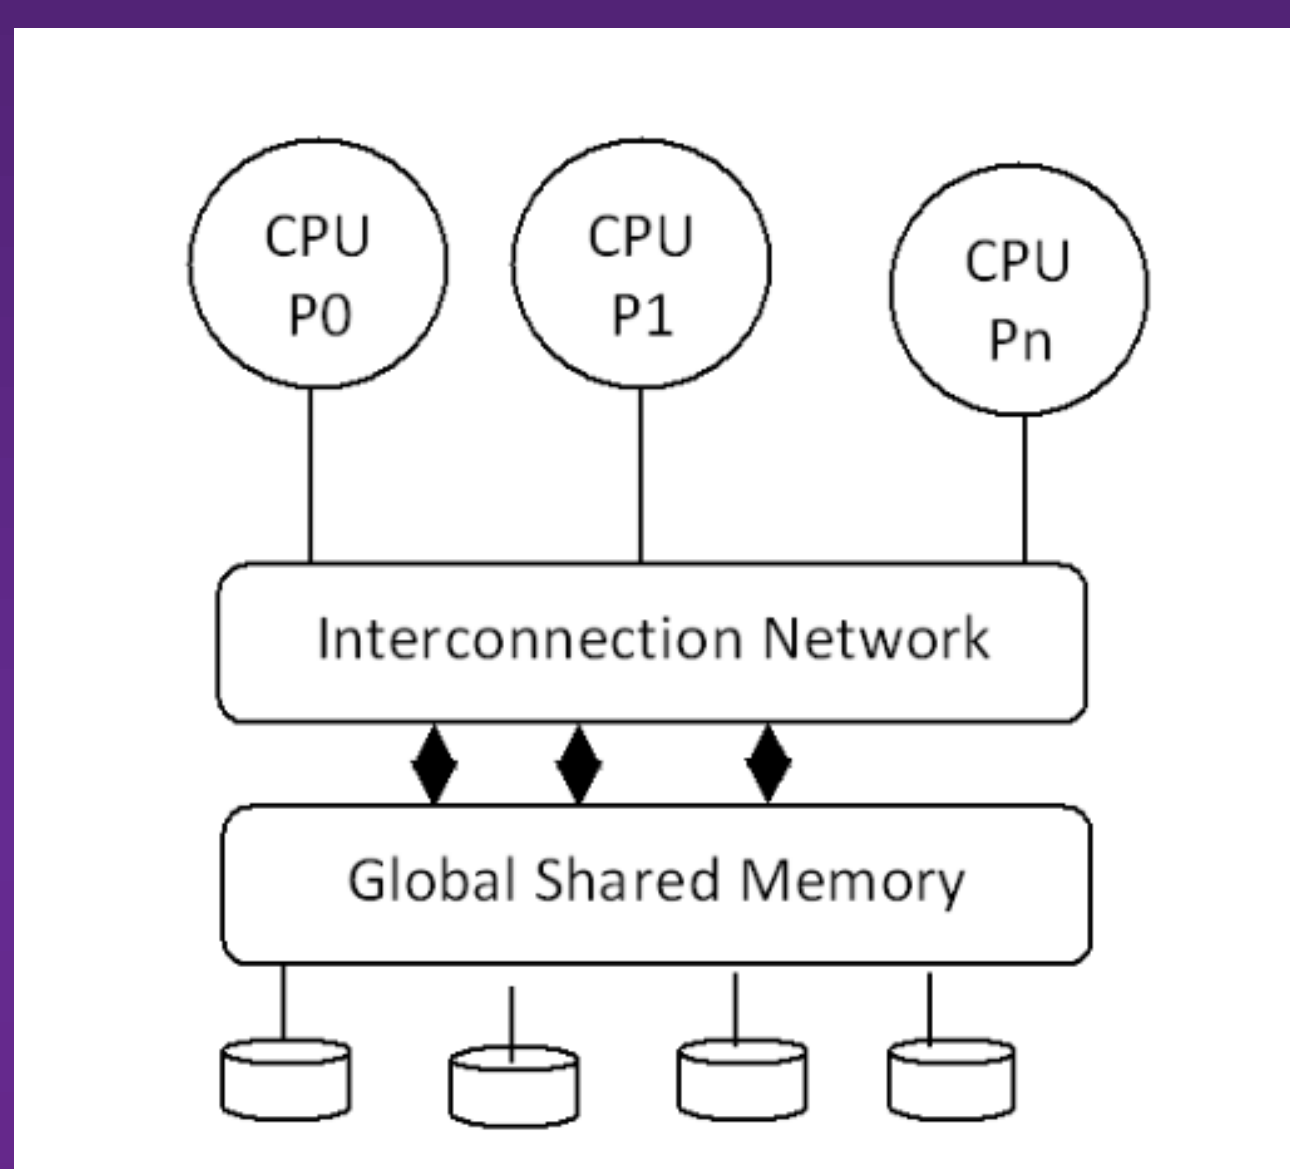 CPU
P0
CPU
P1
CPU
Pn
Interconnection Network
Global Shared Memory